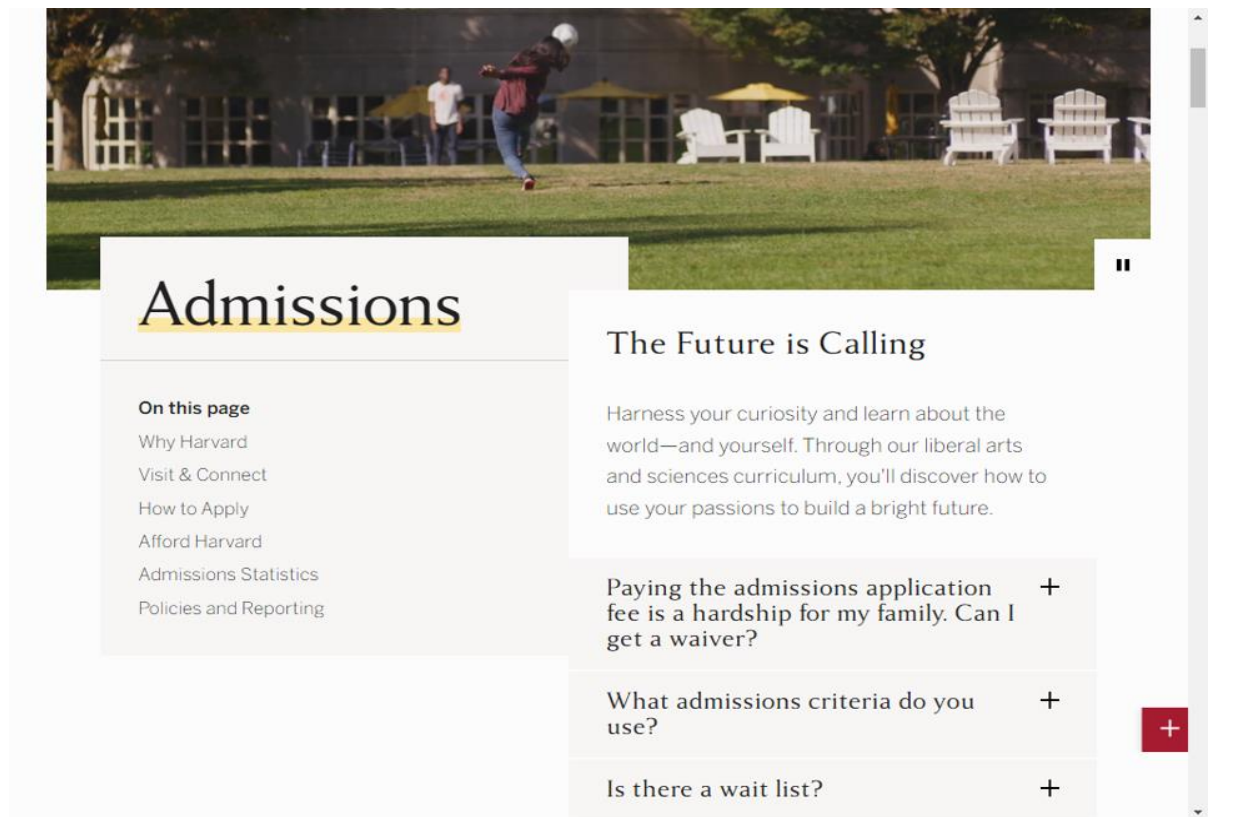 Admissions
On this page
Why Harvard
Visit & Connect
How to Apply
Afford Harvard
Admissions Statistics
Policies and Reporting
The Future is Calling
Harness your curiosity and learn about the
world—and yourself. Through our liberal arts
and sciences curriculum, you'll discover how to
use your passions to build a bright future.
Paying the admissions application
fee is a hardship for my family. Can I
get a waiver?
What admissions criteria do you
use?
Is there a wait list?